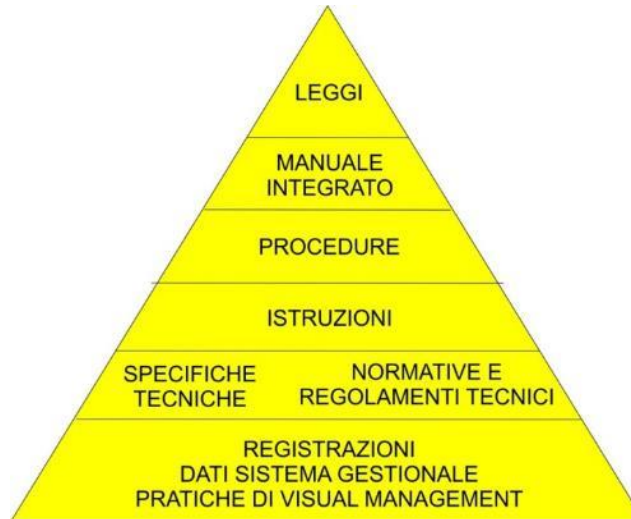 LEGGI
MANUALE
INTEGRATO
PROCEDURE
ISTRUZIONI
SPECIFICHE
TECNICHE
NORMATIVE E
REGOLAMENTI TECNICI
REGISTRAZIONI
DATI SISTEMA GESTIONALE
PRATICHE DI VISUAL MANAGEMENT